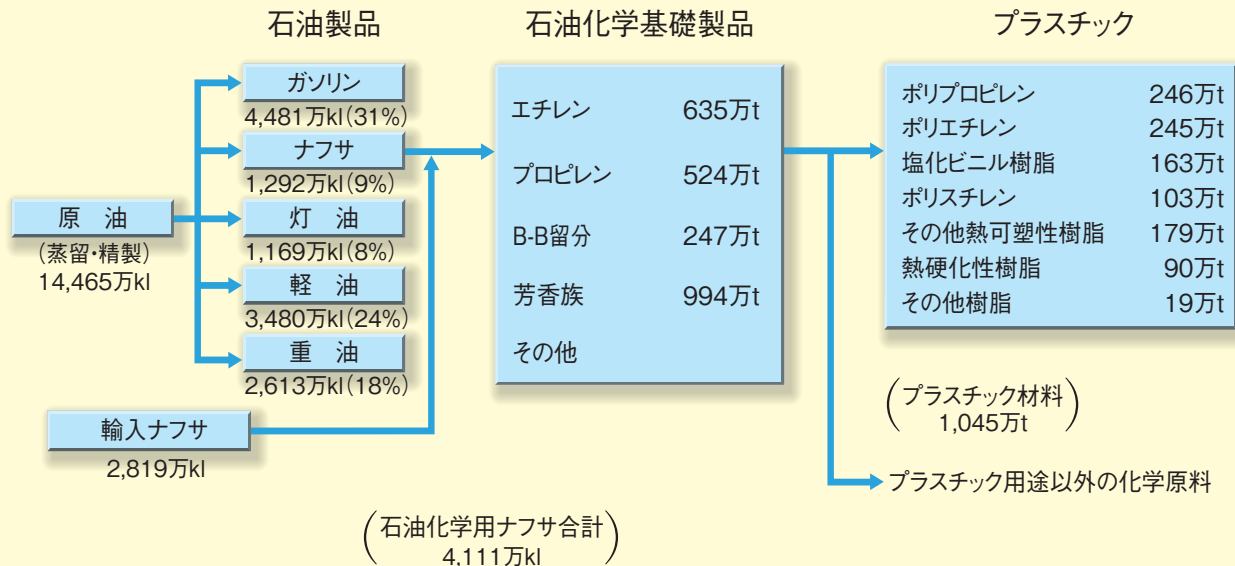 石油製品
石油化学基礎製品
プラスチック
原　油
(蒸留・精製)
14,465万kl
ガソリン
4,481万kl(31%)
ナフサ
1,292万kl(9%)
灯　油
1,169万kl(8%)
軽　油
3,480万kl(24%)
重　油
2,613万kl(18%)
輸入ナフサ
2,819万kl
(石油化学用ナフサ合計
4,111万kl)
エチレン 635万t
プロピレン 524万t
B-B留分 247万t
芳香族 994万t
その他
ポリプロピレン 246万t
ポリエチレン 245万t
塩化ビニル樹脂 163万t
ポリスチレン 103万t
その他熱可塑性樹脂 179万t
熱硬化性樹脂 90万t
その他樹脂 19万t
(プラスチック材料
1,045万t)
プラスチック用途以外の化学原料